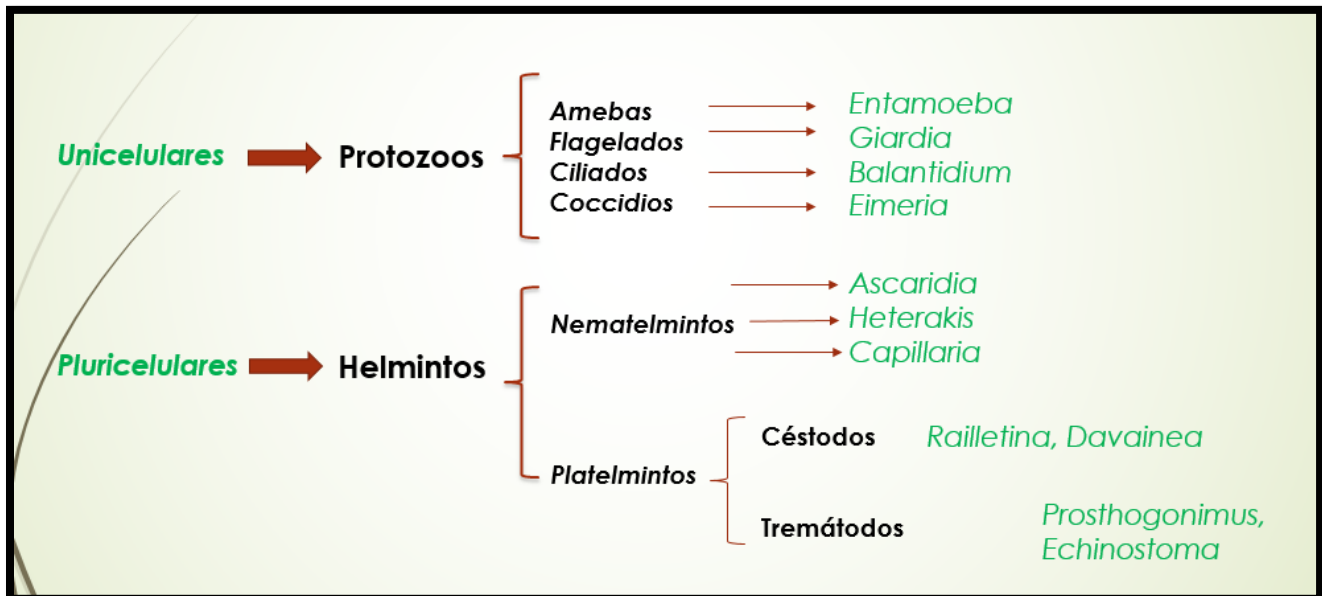 Unicelulares
Protozoos
Amebas
Entamoeba
Flagelados
Giardia
Ciliados
Balantidium
Coccidios
Eimeria
Pluricelulares
Helmintos
Nematelmintos
Ascaridia
Heterakis
Capillaria
Platelmintos
Céstodos
Railletina, Davainea
Tremátodos
Prosthogonimus,
Echinostoma